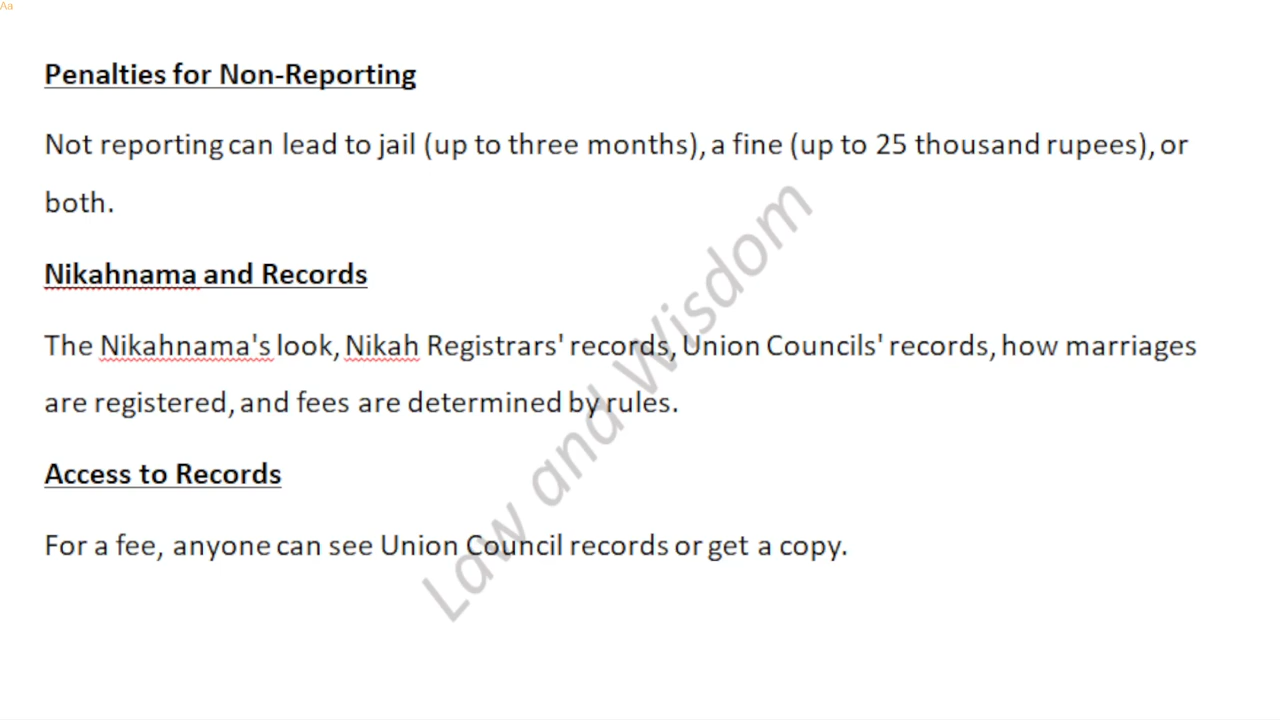 Aa
Penalties for Non-Reporting
Not reporting can lead to jail (up to three months), a fine (up to 25 thousand rupees), or
both.
Nikahnama and Records
The Nikahnama's look, Nikah Registrars' records, Union Councils' records, how marriages
are registered, and fees are determined by rules.
Access to Records
For a fee, anyone can see Union Council records or get a copy.
Law and Wisdom